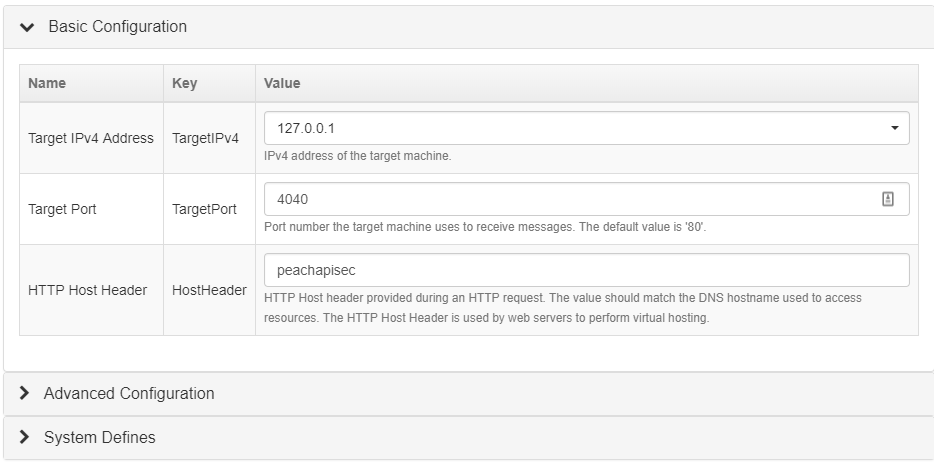 Basic Configuration
Name Key Value
Target IPv4 Address TargetIPv4 127.0.0.1
IPv4 address of the target machine.
Target Port TargetPort 4040
Port number the target machine uses to receive messages. The default value is '80'.
HTTP Host Header HostHeader peachapisec
HTTP Host header provided during an HTTP request. The value should match the DNS hostname used to access
resources. The HTTP Host Header is used by web servers to perform virtual hosting.
Advanced Configuration
System Defines